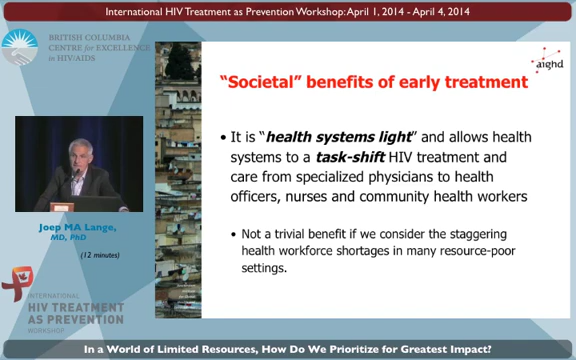 International HIV Treatment as Prevention Workshop: April 1, 2014 - April 4, 2014
BRITISH COLUMBIA
CENTRE for EXCELLENCE
in HIV/AIDS
aighd
"Societal" benefits of early treatment
• It is "health systems light" and allows health
systems to a task-shift HIV treatment and
care from specialized physicians to health
officers, nurses and community health workers
• Not a trivial benefit if we consider the staggering
health workforce shortages in many resource-poor
settings.
Joep MA Lange,
MD, PhD
(12 minutes)
INTERNATIONAL
HIV TREATMENT
AS PREVENTION
WORKSHOP
In a World of Limited Resources, How Do We Prioritize for Greatest Impact?